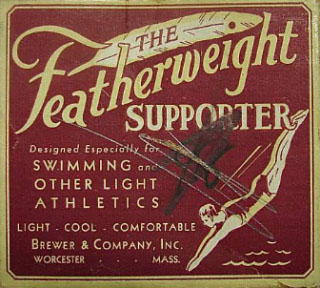 THE
Featherweight
SUPPORTER
Designed Especially for
SWIMMING and
OTHER LIGHT
ATHLETICS
LIGHT - COOL - COMFORTABLE
BREWER & COMPANY, INC.
WORCESTER . . . MASS.